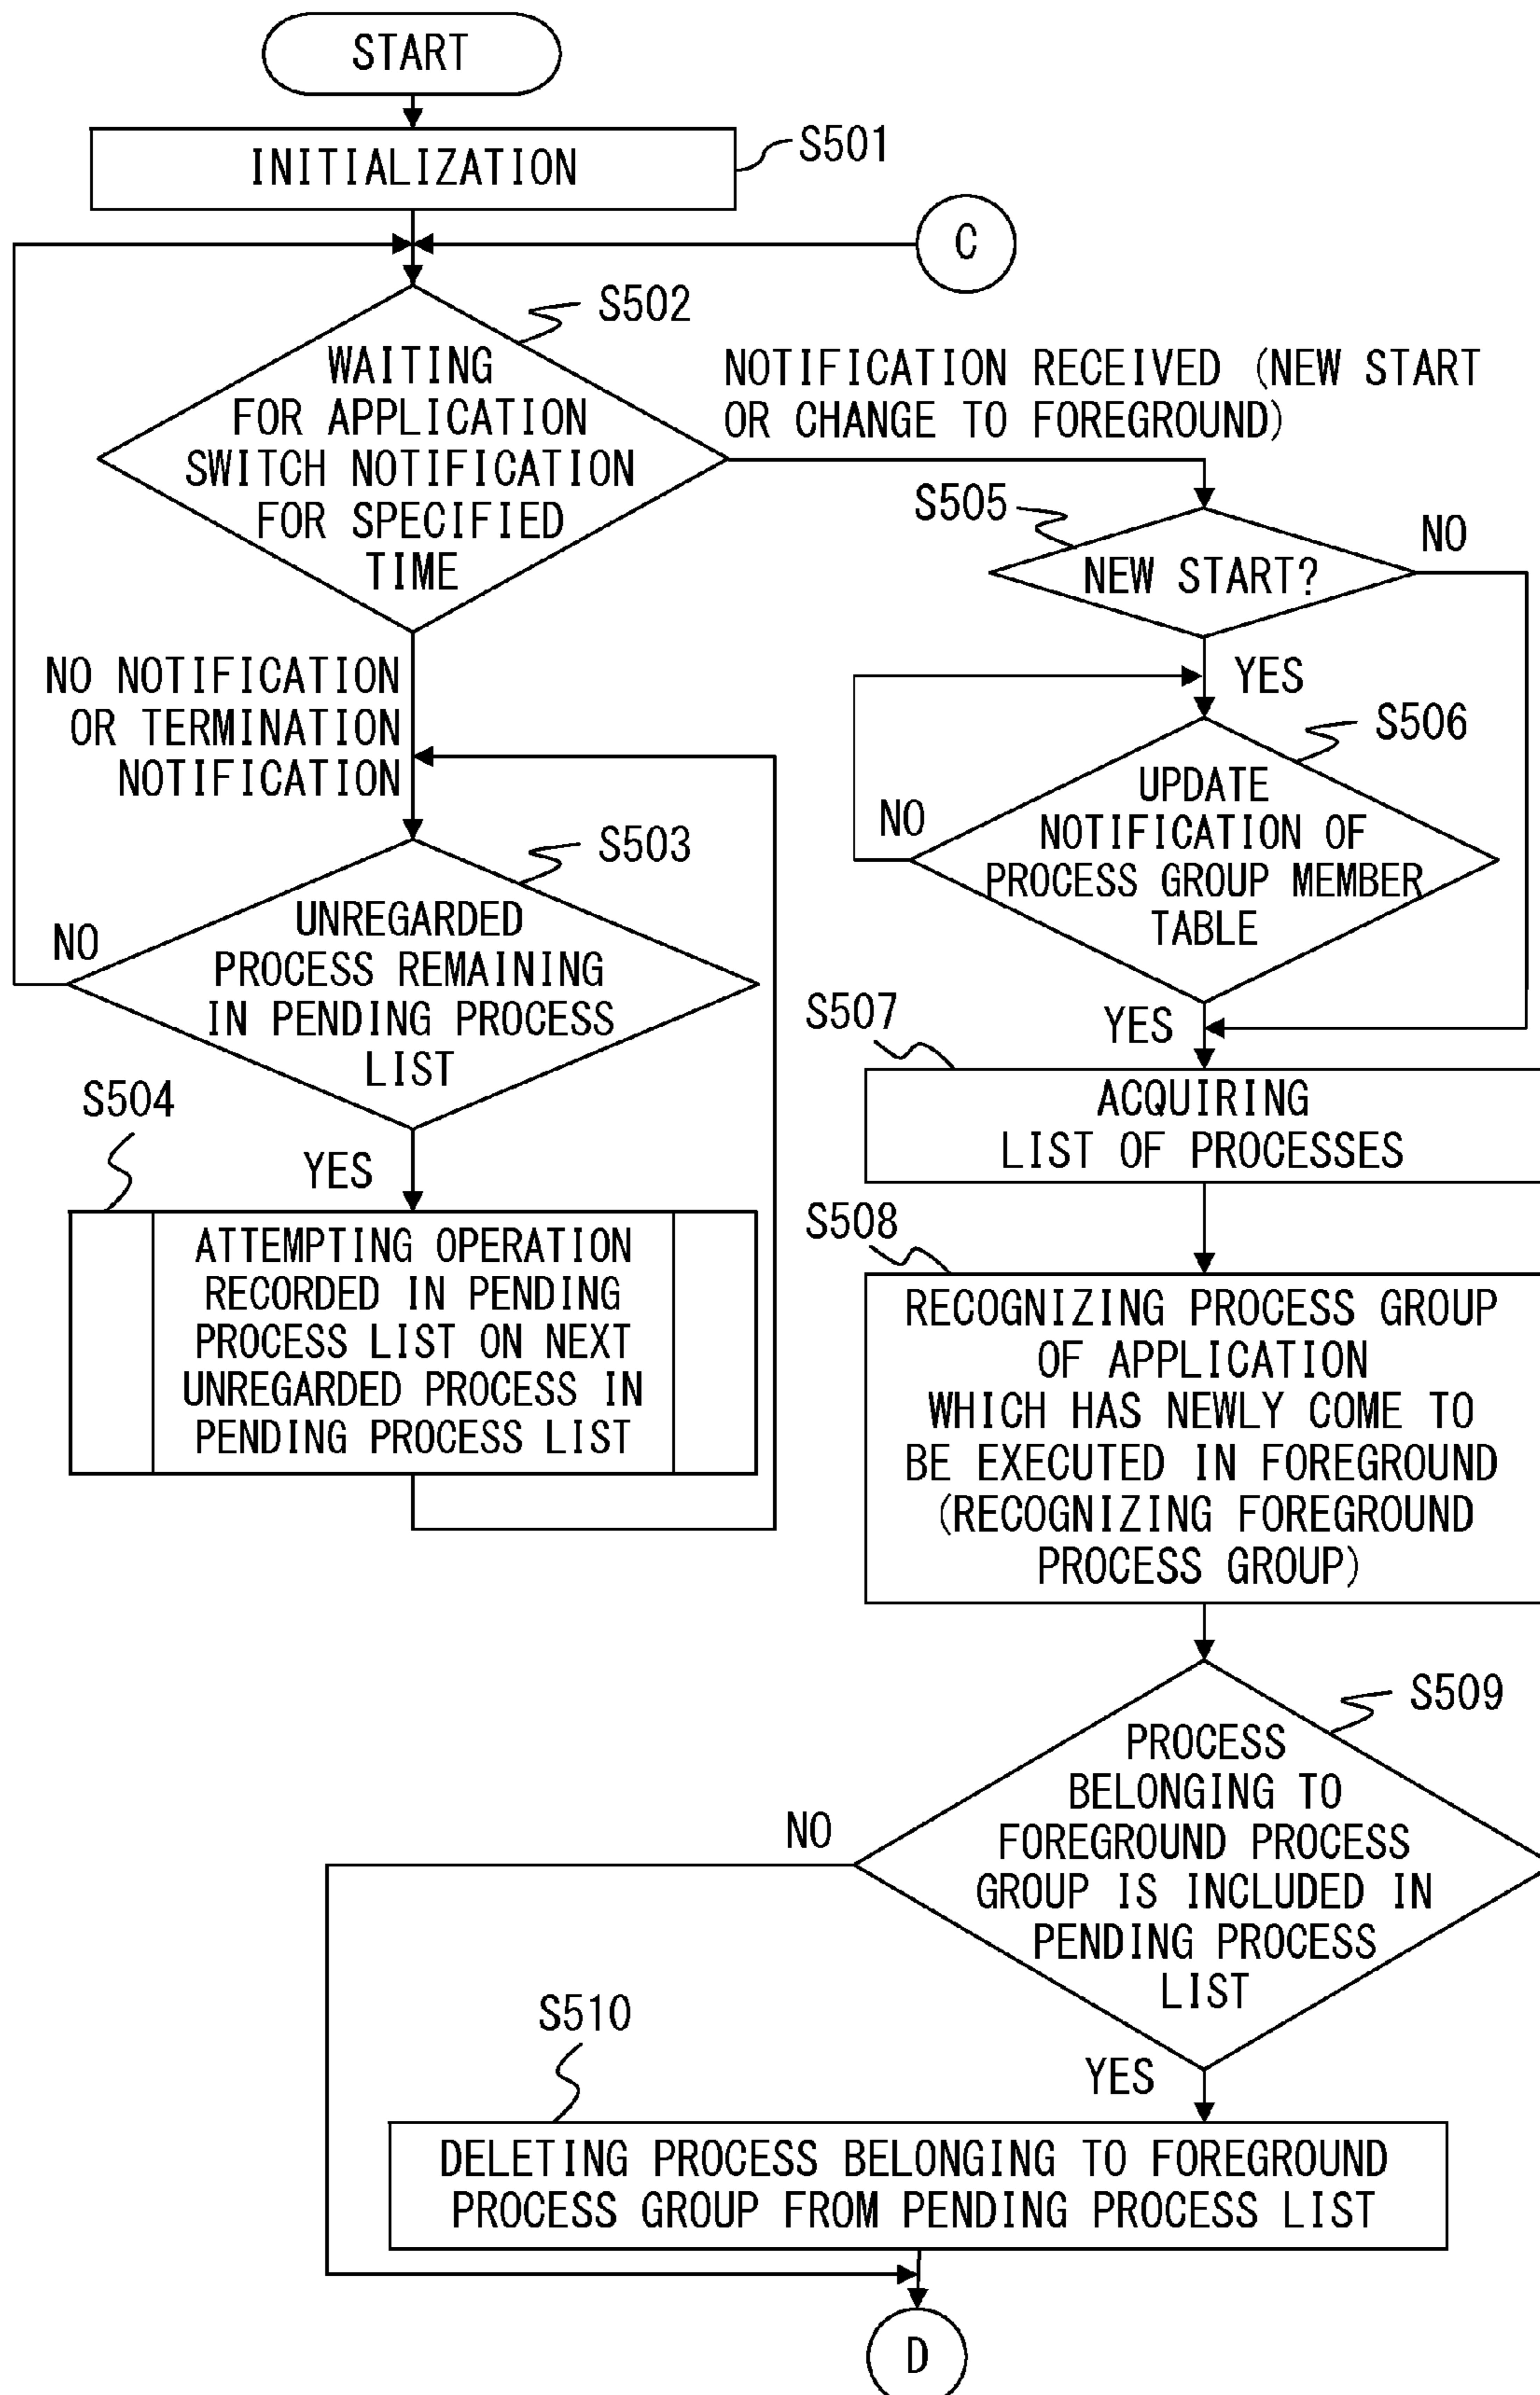 START
INITIALIZATION
S501
C
S502
WAITING
FOR APPLICATION
SWITCH NOTIFICATION
FOR SPECIFIED
TIME
NOTIFICATION RECEIVED (NEW START
OR CHANGE TO FOREGROUND)
S505
NEW START?
NO
YES
NO NOTIFICATION
OR TERMINATION
NOTIFICATION
S506
UPDATE
NOTIFICATION OF
PROCESS GROUP MEMBER
TABLE
NO
YES
S503
UNREGARDED
PROCESS REMAINING
IN PENDING PROCESS
LIST
NO
YES
S504
ATTEMPTING OPERATION
RECORDED IN PENDING
PROCESS LIST ON NEXT
UNREGARDED PROCESS IN
PENDING PROCESS LIST
S507
ACQUIRING
LIST OF PROCESSES
S508
RECOGNIZING PROCESS GROUP
OF APPLICATION
WHICH HAS NEWLY COME TO
BE EXECUTED IN FOREGROUND
(RECOGNIZING FOREGROUND
PROCESS GROUP)
S509
PROCESS
BELONGING TO
FOREGROUND PROCESS
GROUP IS INCLUDED IN
PENDING PROCESS
LIST
NO
YES
S510
DELETING PROCESS BELONGING TO FOREGROUND
PROCESS GROUP FROM PENDING PROCESS LIST
D